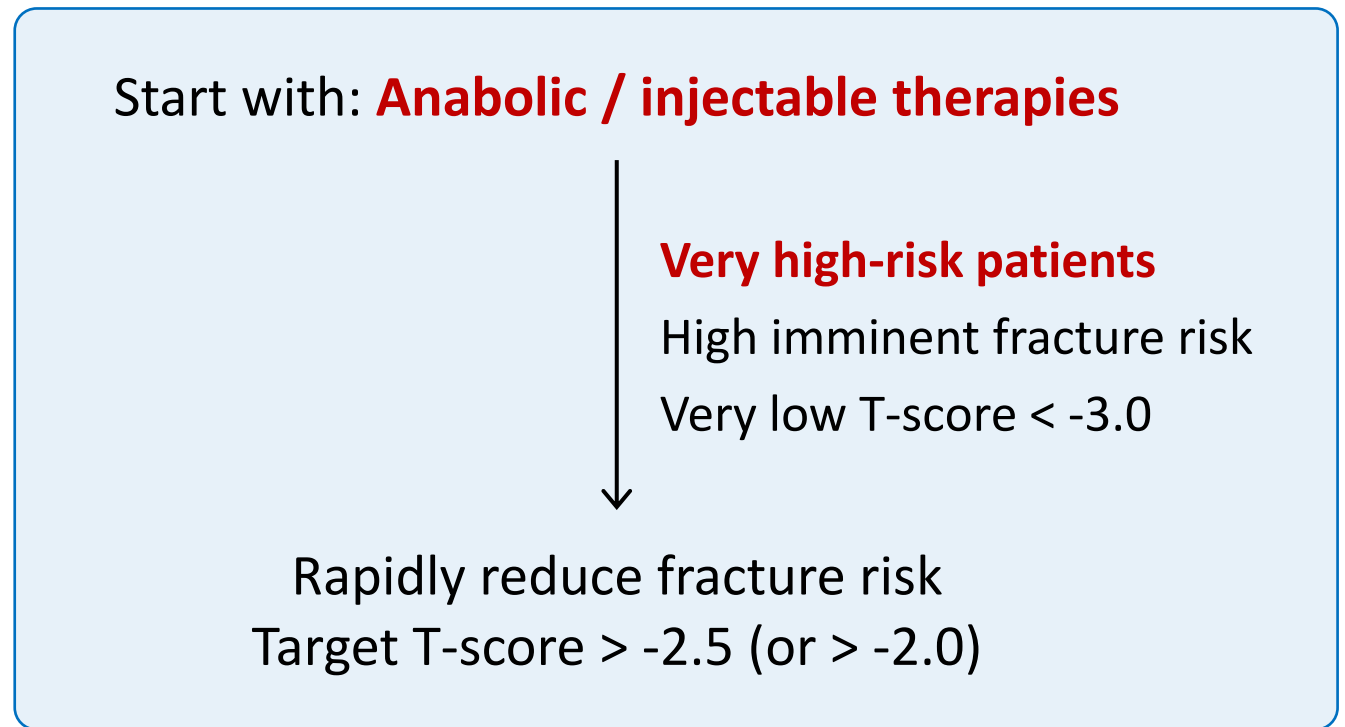 Start with: Anabolic / injectable therapies
Very high-risk patients
High imminent fracture risk
Very low T-score < -3.0
Rapidly reduce fracture risk
Target T-score > -2.5 (or > -2.0)